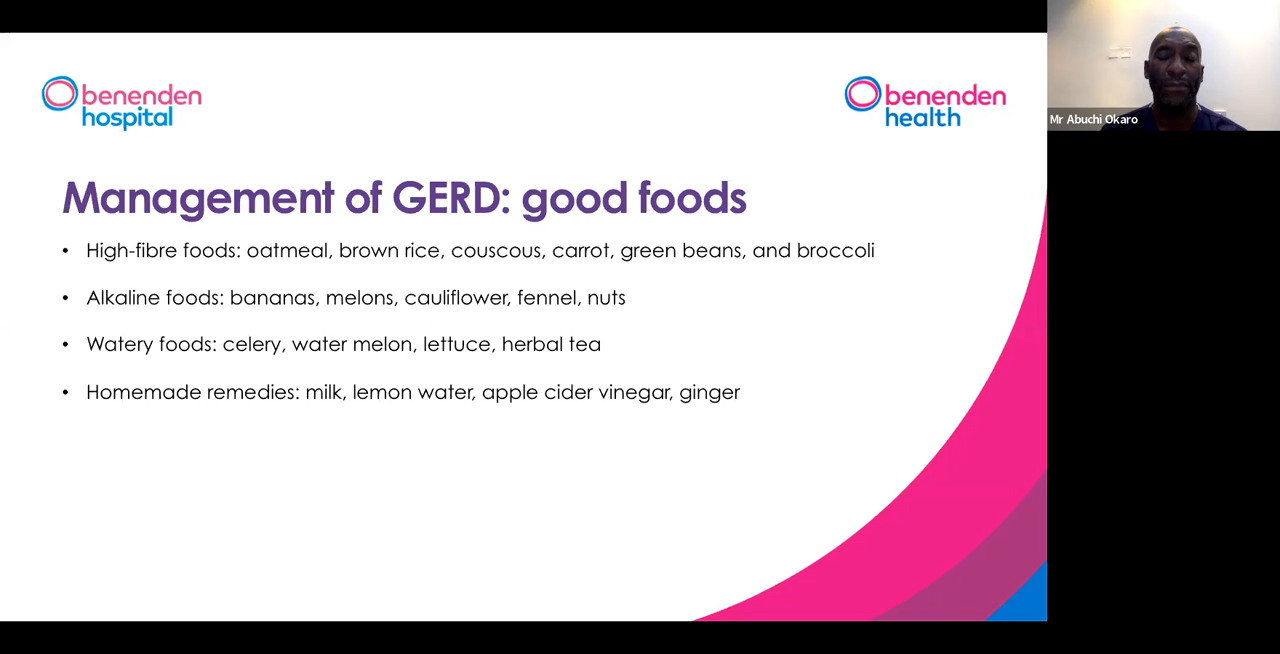 benenden
hospital
benenden
health
Mr Abuchi Okaro
Management of GERD: good foods
• High-fibre foods: oatmeal, brown rice, couscous, carrot, green beans, and broccoli
• Alkaline foods: bananas, melons, cauliflower, fennel, nuts
• Watery foods: celery, water melon, lettuce, herbal tea
• Homemade remedies: milk, lemon water, apple cider vinegar, ginger